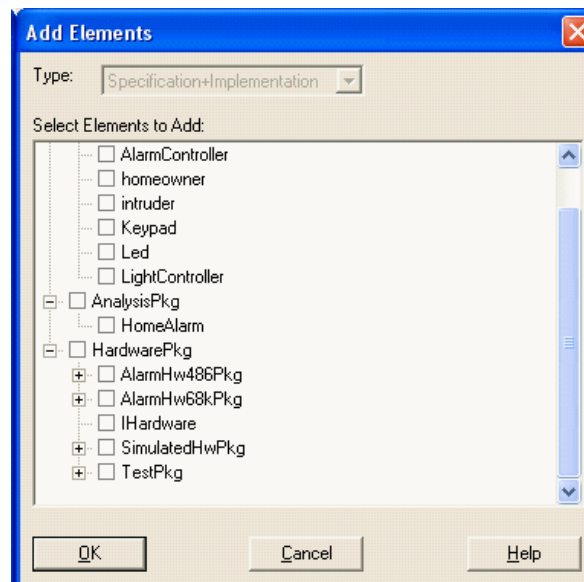 Add Elements
Type: Specification+Implementation
Select Elements to Add:
AlarmController
homeowner
intruder
Keypad
Led
LightController
AnalysisPkg
HomeAlarm
HardwarePkg
AlarmHw486Pkg
AlarmHw68kPkg
IHardware
SimulatedHwPkg
TestPkg
OK Cancel Help